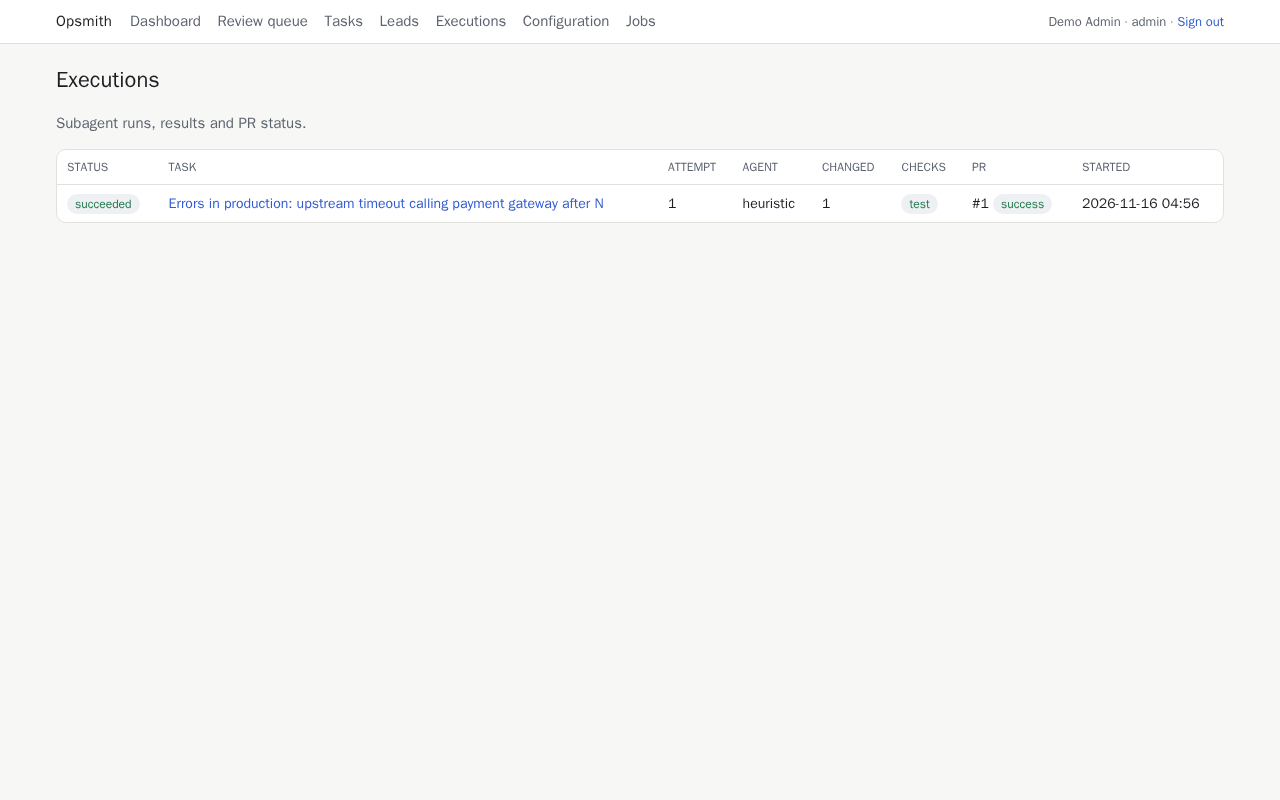 Opsmith Dashboard Review queue Tasks Leads Executions Configuration Jobs Demo Admin · admin · Sign out
Executions
Subagent runs, results and PR status.
STATUS TASK ATTEMPT AGENT CHANGED CHECKS PR STARTED
succeeded Errors in production: upstream timeout calling payment gateway after N 1 heuristic 1 test #1 success 2026-11-16 04:56